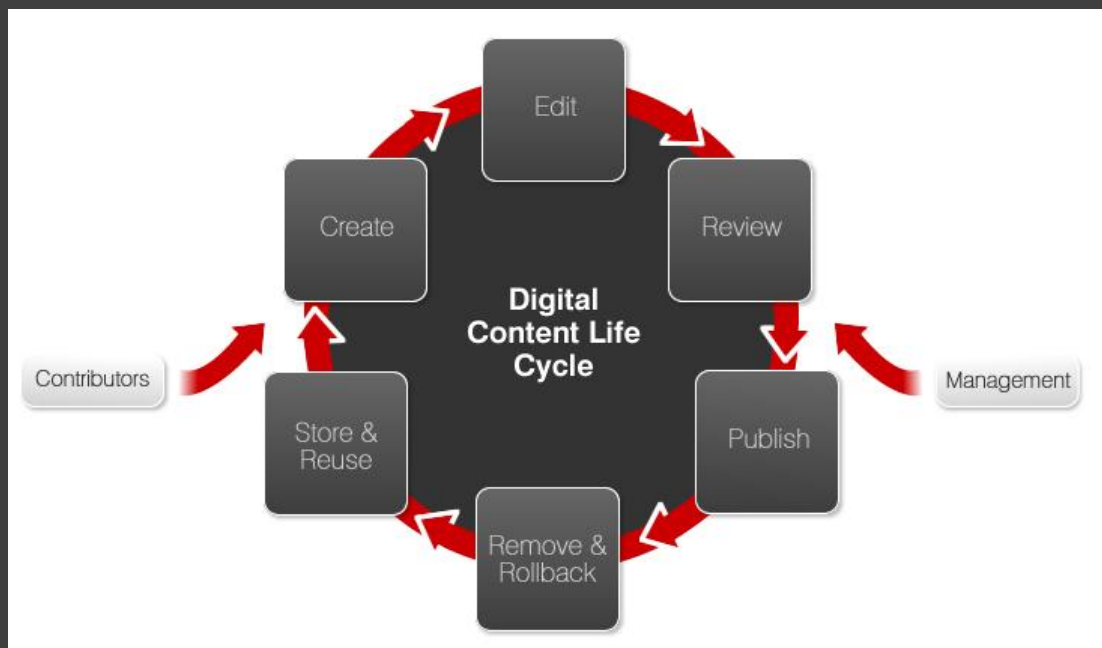 Edit
Create
Review
Digital
Content Life
Cycle
Contributors
Management
Store &
Reuse
Publish
Remove &
Rollback